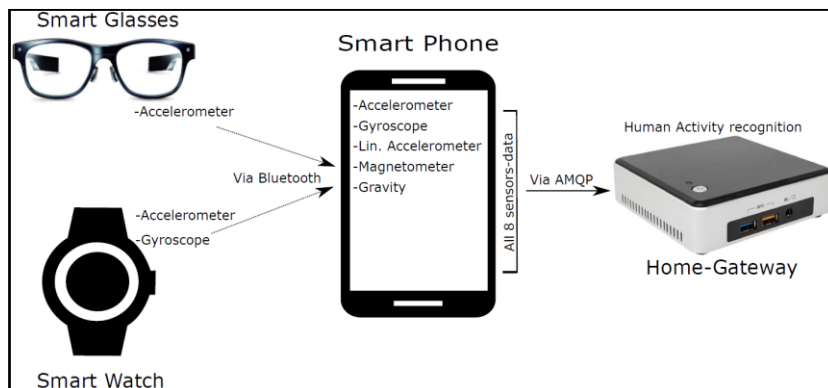 Smart Glasses
-Accelerometer
Smart Phone
-Accelerometer
-Gyroscope
-Lin. Accelerometer
-Magnetometer
-Gravity
Via Bluetooth
-Accelerometer
-Gyroscope
Smart Watch
All 8 sensors-data
Via AMQP
Human Activity recognition
Home-Gateway